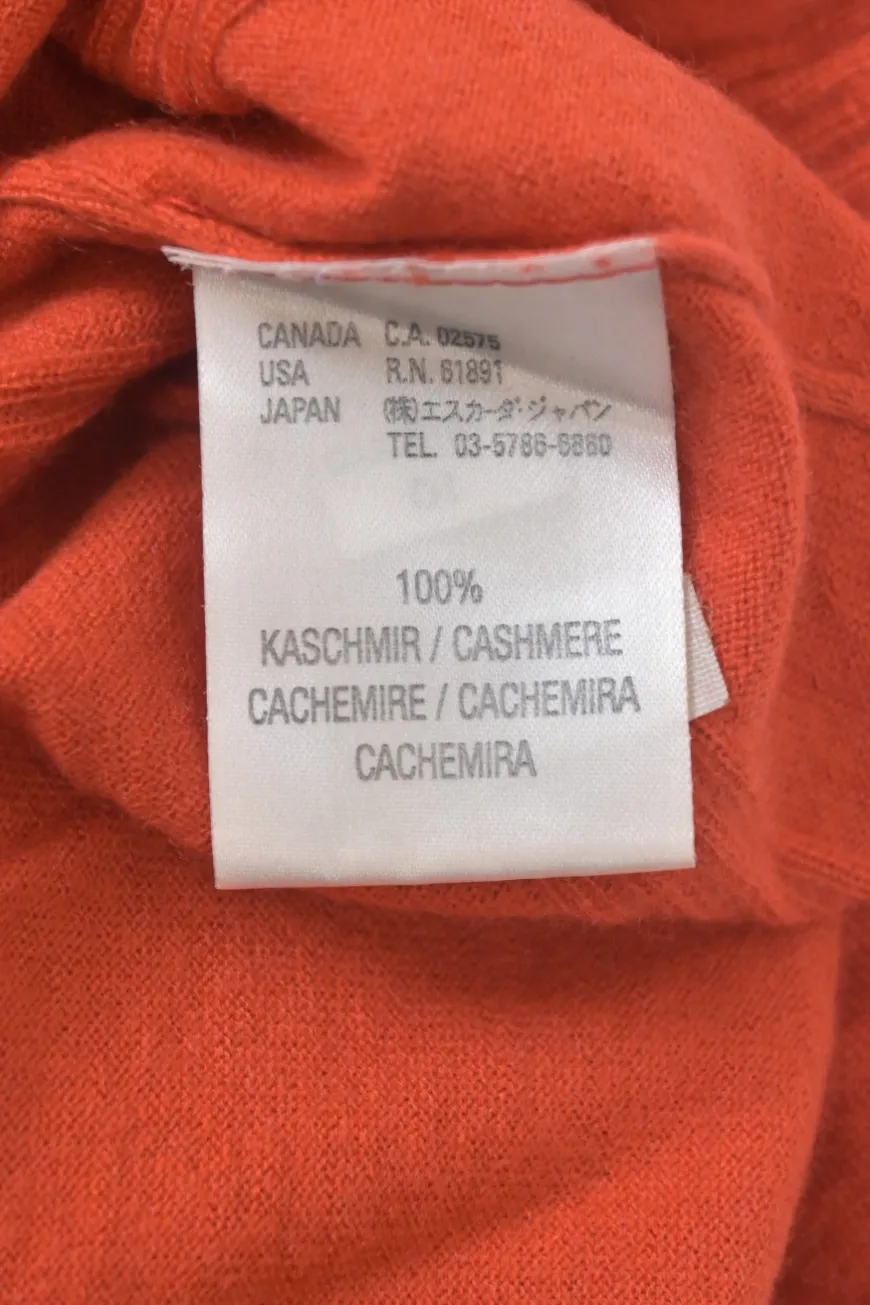 CANADA C.A. 02575
USA R.N. 61891
JAPAN (株)エスカーダ・ジャパン
TEL. 03-5786-6860
100%
KASCHMIR / CASHMERE
CACHEMIRE / CACHEMIRA
CACHEMIRA